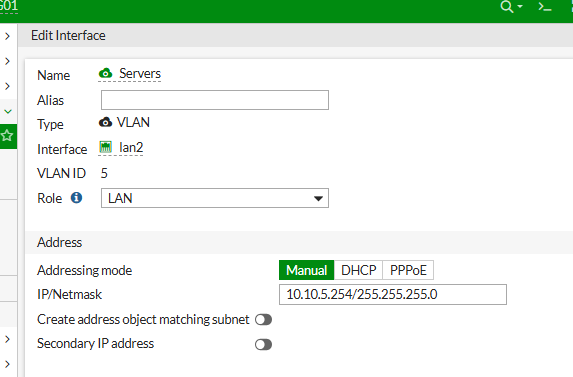 G01
Edit Interface
Name Servers
Alias
Type VLAN
Interface lan2
VLAN ID 5
Role LAN
Address
Addressing mode Manual DHCP PPPoE
IP/Netmask 10.10.5.254/255.255.255.0
Create address object matching subnet
Secondary IP address